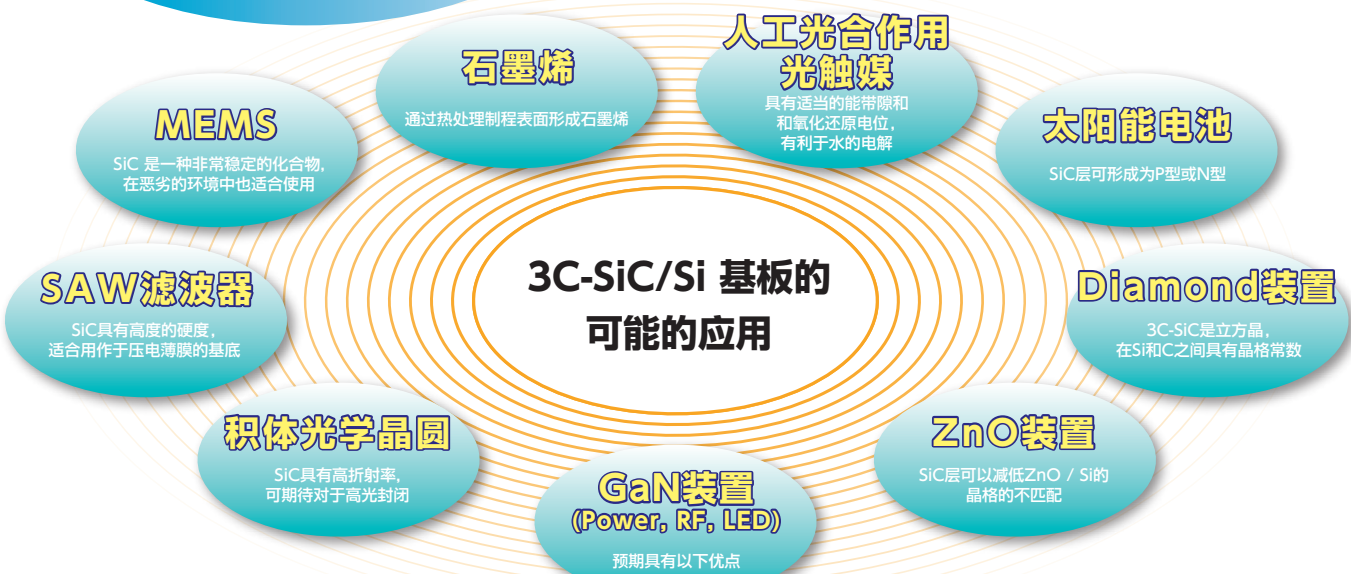 人工光合作用
光触媒
具有适当的能带隙和
和氧化还原电位，
有利于水的电解
石墨烯
通过热处理制程表面形成石墨烯
MEMS
SiC 是一种非常稳定的化合物，
在恶劣的环境中也适合使用
太阳能电池
SiC层可形成为P型或N型
3C-SiC/Si 基板的
可能的应用
SAW滤波器
SiC具有高度的硬度，
适合用作于压电薄膜的基底
Diamond装置
3C-SiC是立方晶，
在Si和C之间具有晶格常数
积体光学晶圆
SiC具有高折射率，
可期待对于高光封闭
ZnO装置
SiC层可以减低ZnO / Si的
晶格的不匹配
GaN装置
(Power, RF, LED)
预期具有以下优点